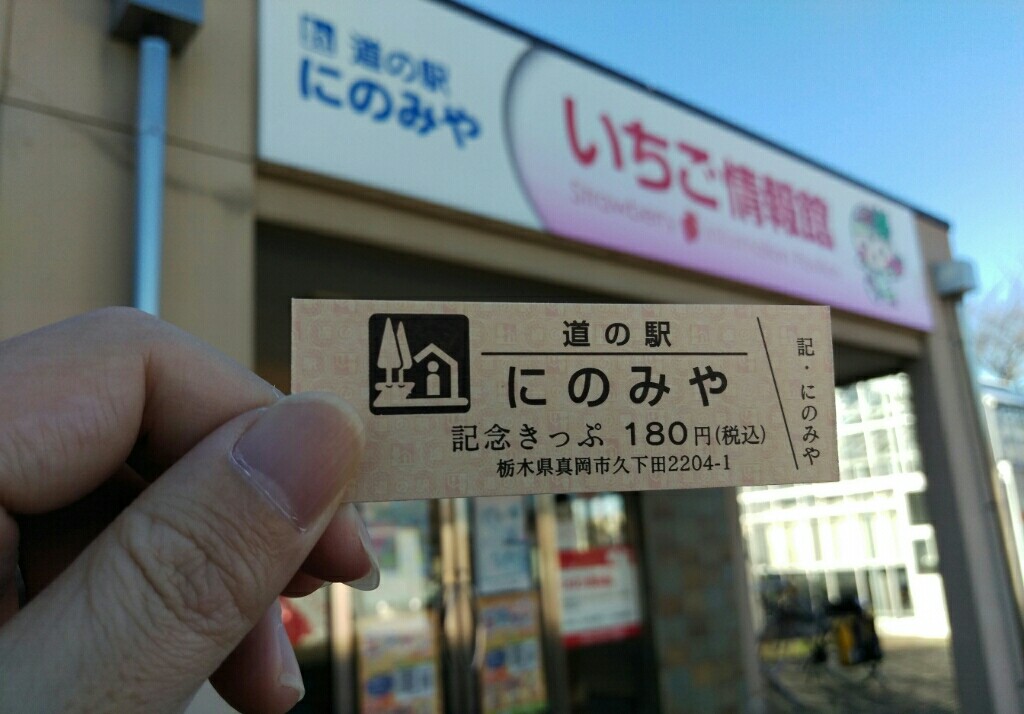 道の駅
にのみや
いちご情報館
Strawberry
道の駅
にのみや
記念きっぷ 180円(税込)
栃木県真岡市久下田2204-1
記・にのみや